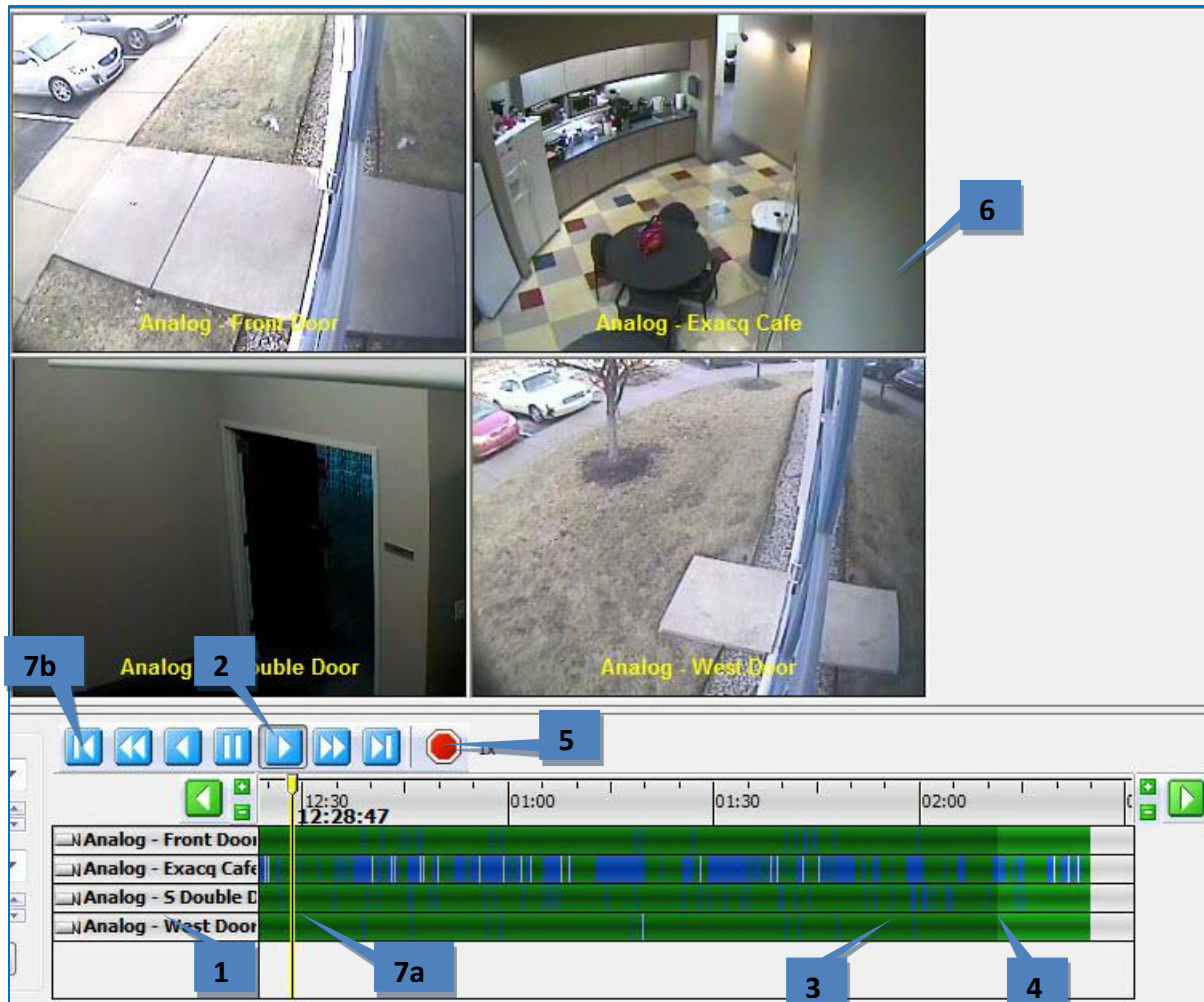 6
Analog - Front Door
Analog - Exacq Cafe
7b
2
Analog
ouble Door
Analog - West Door
5
1x
12:30
01:00
01:30
02:00
12:28:47
Analog - Front Door
Analog - Exacq Cafe
Analog - S Double D
Analog - West Door
1
7a
3
4